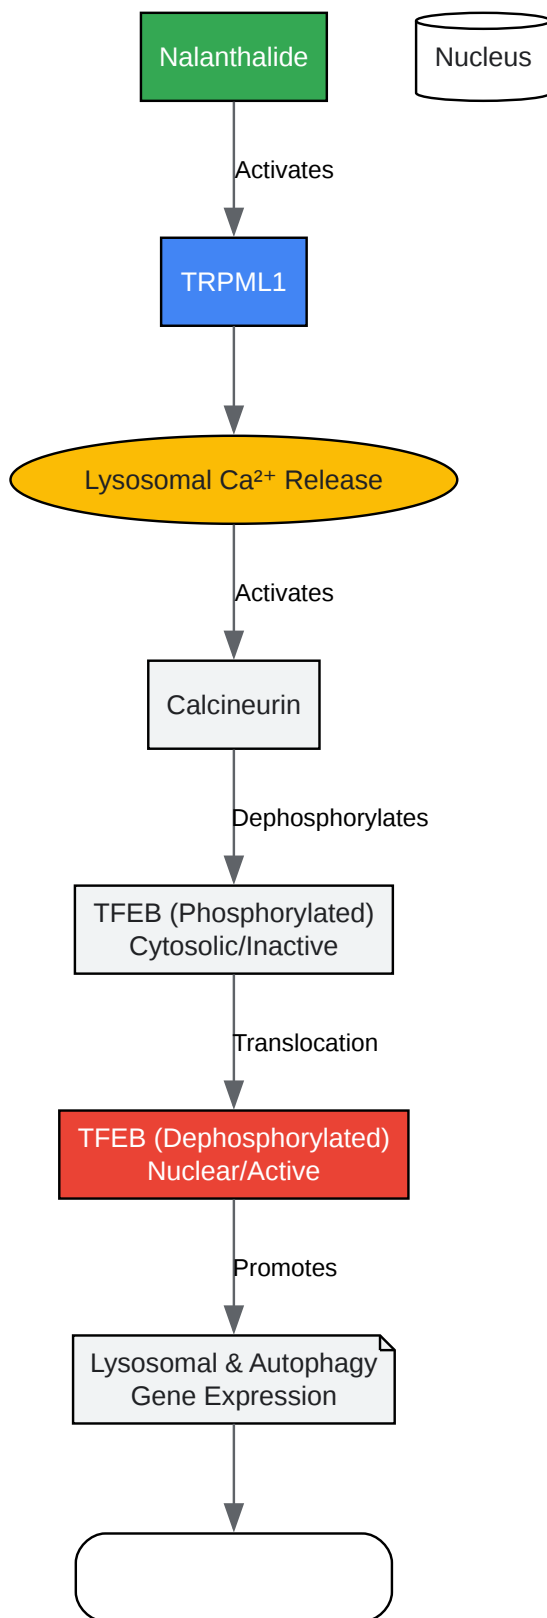 Nalanthalide
Nucleus
Activates
TRPML1
Lysosomal Ca²⁺ Release
Activates
Calcineurin
Dephosphorylates
TFEB (Phosphorylated)
Cytosolic/Inactive
Translocation
TFEB (Dephosphorylated)
Nuclear/Active
Promotes
Lysosomal & Autophagy
Gene Expression